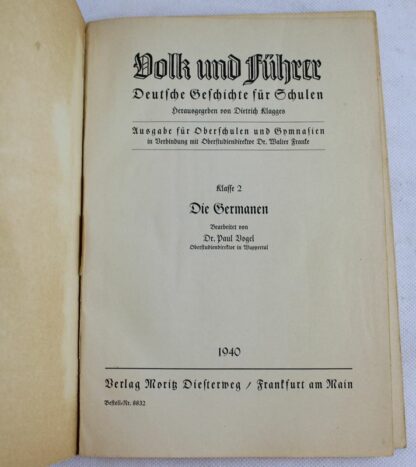 Volk und Führer
Deutsche Geschichte für Schulen
Herausgegeben von Dietrich Klagges
Ausgabe für Oberschulen und Gymnasien
in Verbindung mit Oberstudiendirektor Dr. Walter Franke
Klasse 2
Die Germanen
Bearbeitet von
Dr. Paul Vogel
Oberstudiendirektor in Wuppertal
1940
Verlag Moritz Diesterweg / Frankfurt am Main
Bestell-Nr. 8832